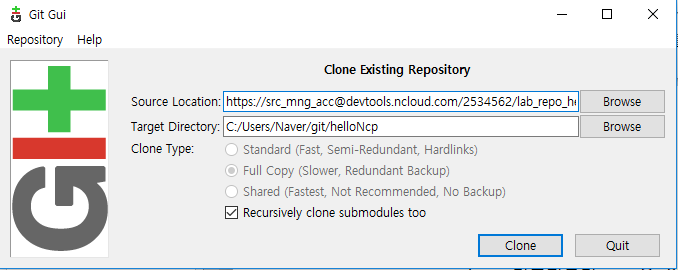 Git Gui
Repository Help
Clone Existing Repository
Source Location: https://src_mng_acc@devtools.ncloud.com/2534562/lab_repo_he Browse
Target Directory: C:/Users/Naver/git/helloNcp Browse
Clone Type: Standard (Fast, Semi-Redundant, Hardlinks)
Full Copy (Slower, Redundant Backup)
Shared (Fastest, Not Recommended, No Backup)
Recursively clone submodules too
Clone Quit